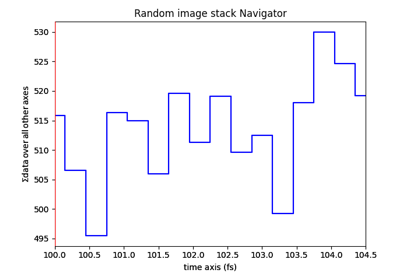 Random image stack Navigator
530
525
520
515
510
505
500
495
Σdata over all other axes
100.0 100.5 101.0 101.5 102.0 102.5 103.0 103.5 104.0 104.5
time axis (fs)